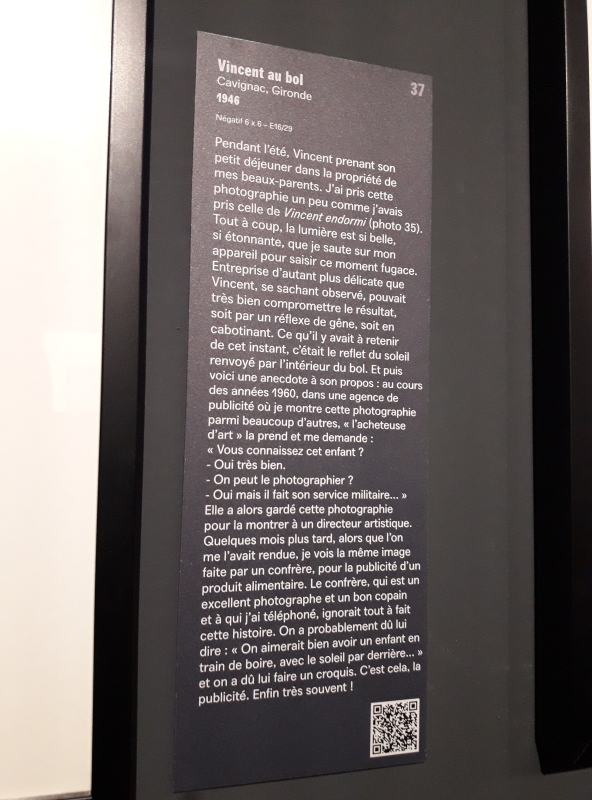 Vincent au bol
37
Cavignac, Gironde
1946
Négatif 6 x 6 – E16/29
Pendant l'été, Vincent prenant son
petit déjeuner dans la propriété de
mes beaux-parents. J'ai pris cette
photographie un peu comme j'avais
pris celle de Vincent endormi (photo 35).
Tout à coup, la lumière est si belle,
si étonnante, que je saute sur mon
appareil pour saisir ce moment fugace.
Entreprise d'autant plus délicate que
Vincent, se sachant observé, pouvait
très bien compromettre le résultat,
soit par un réflexe de gêne, soit en
cabotinant. Ce qu'il y avait à retenir
de cet instant, c'était le reflet du soleil
renvoyé par l'intérieur du bol. Et puis
voici une anecdote à son propos : au cours
des années 1960, dans une agence de
publicité où je montre cette photographie
parmi beaucoup d'autres, « l'acheteuse
d'art » la prend et me demande :
« Vous connaissez cet enfant ?
- Oui très bien.
- On peut le photographier ?
- Oui mais il fait son service militaire... »
Elle a alors gardé cette photographie
pour la montrer à un directeur artistique.
Quelques mois plus tard, alors que l'on
me l'avait rendue, je vois la même image
faite par un confrère, pour la publicité d'un
produit alimentaire. Le confrère, qui est un
excellent photographe et un bon copain
et à qui j'ai téléphoné, ignorait tout à fait
cette histoire. On a probablement dû lui
dire : « On aimerait bien avoir un enfant en
train de boire, avec le soleil par derrière... »
et on a dû lui faire un croquis. C'est cela, la
publicité. Enfin très souvent !